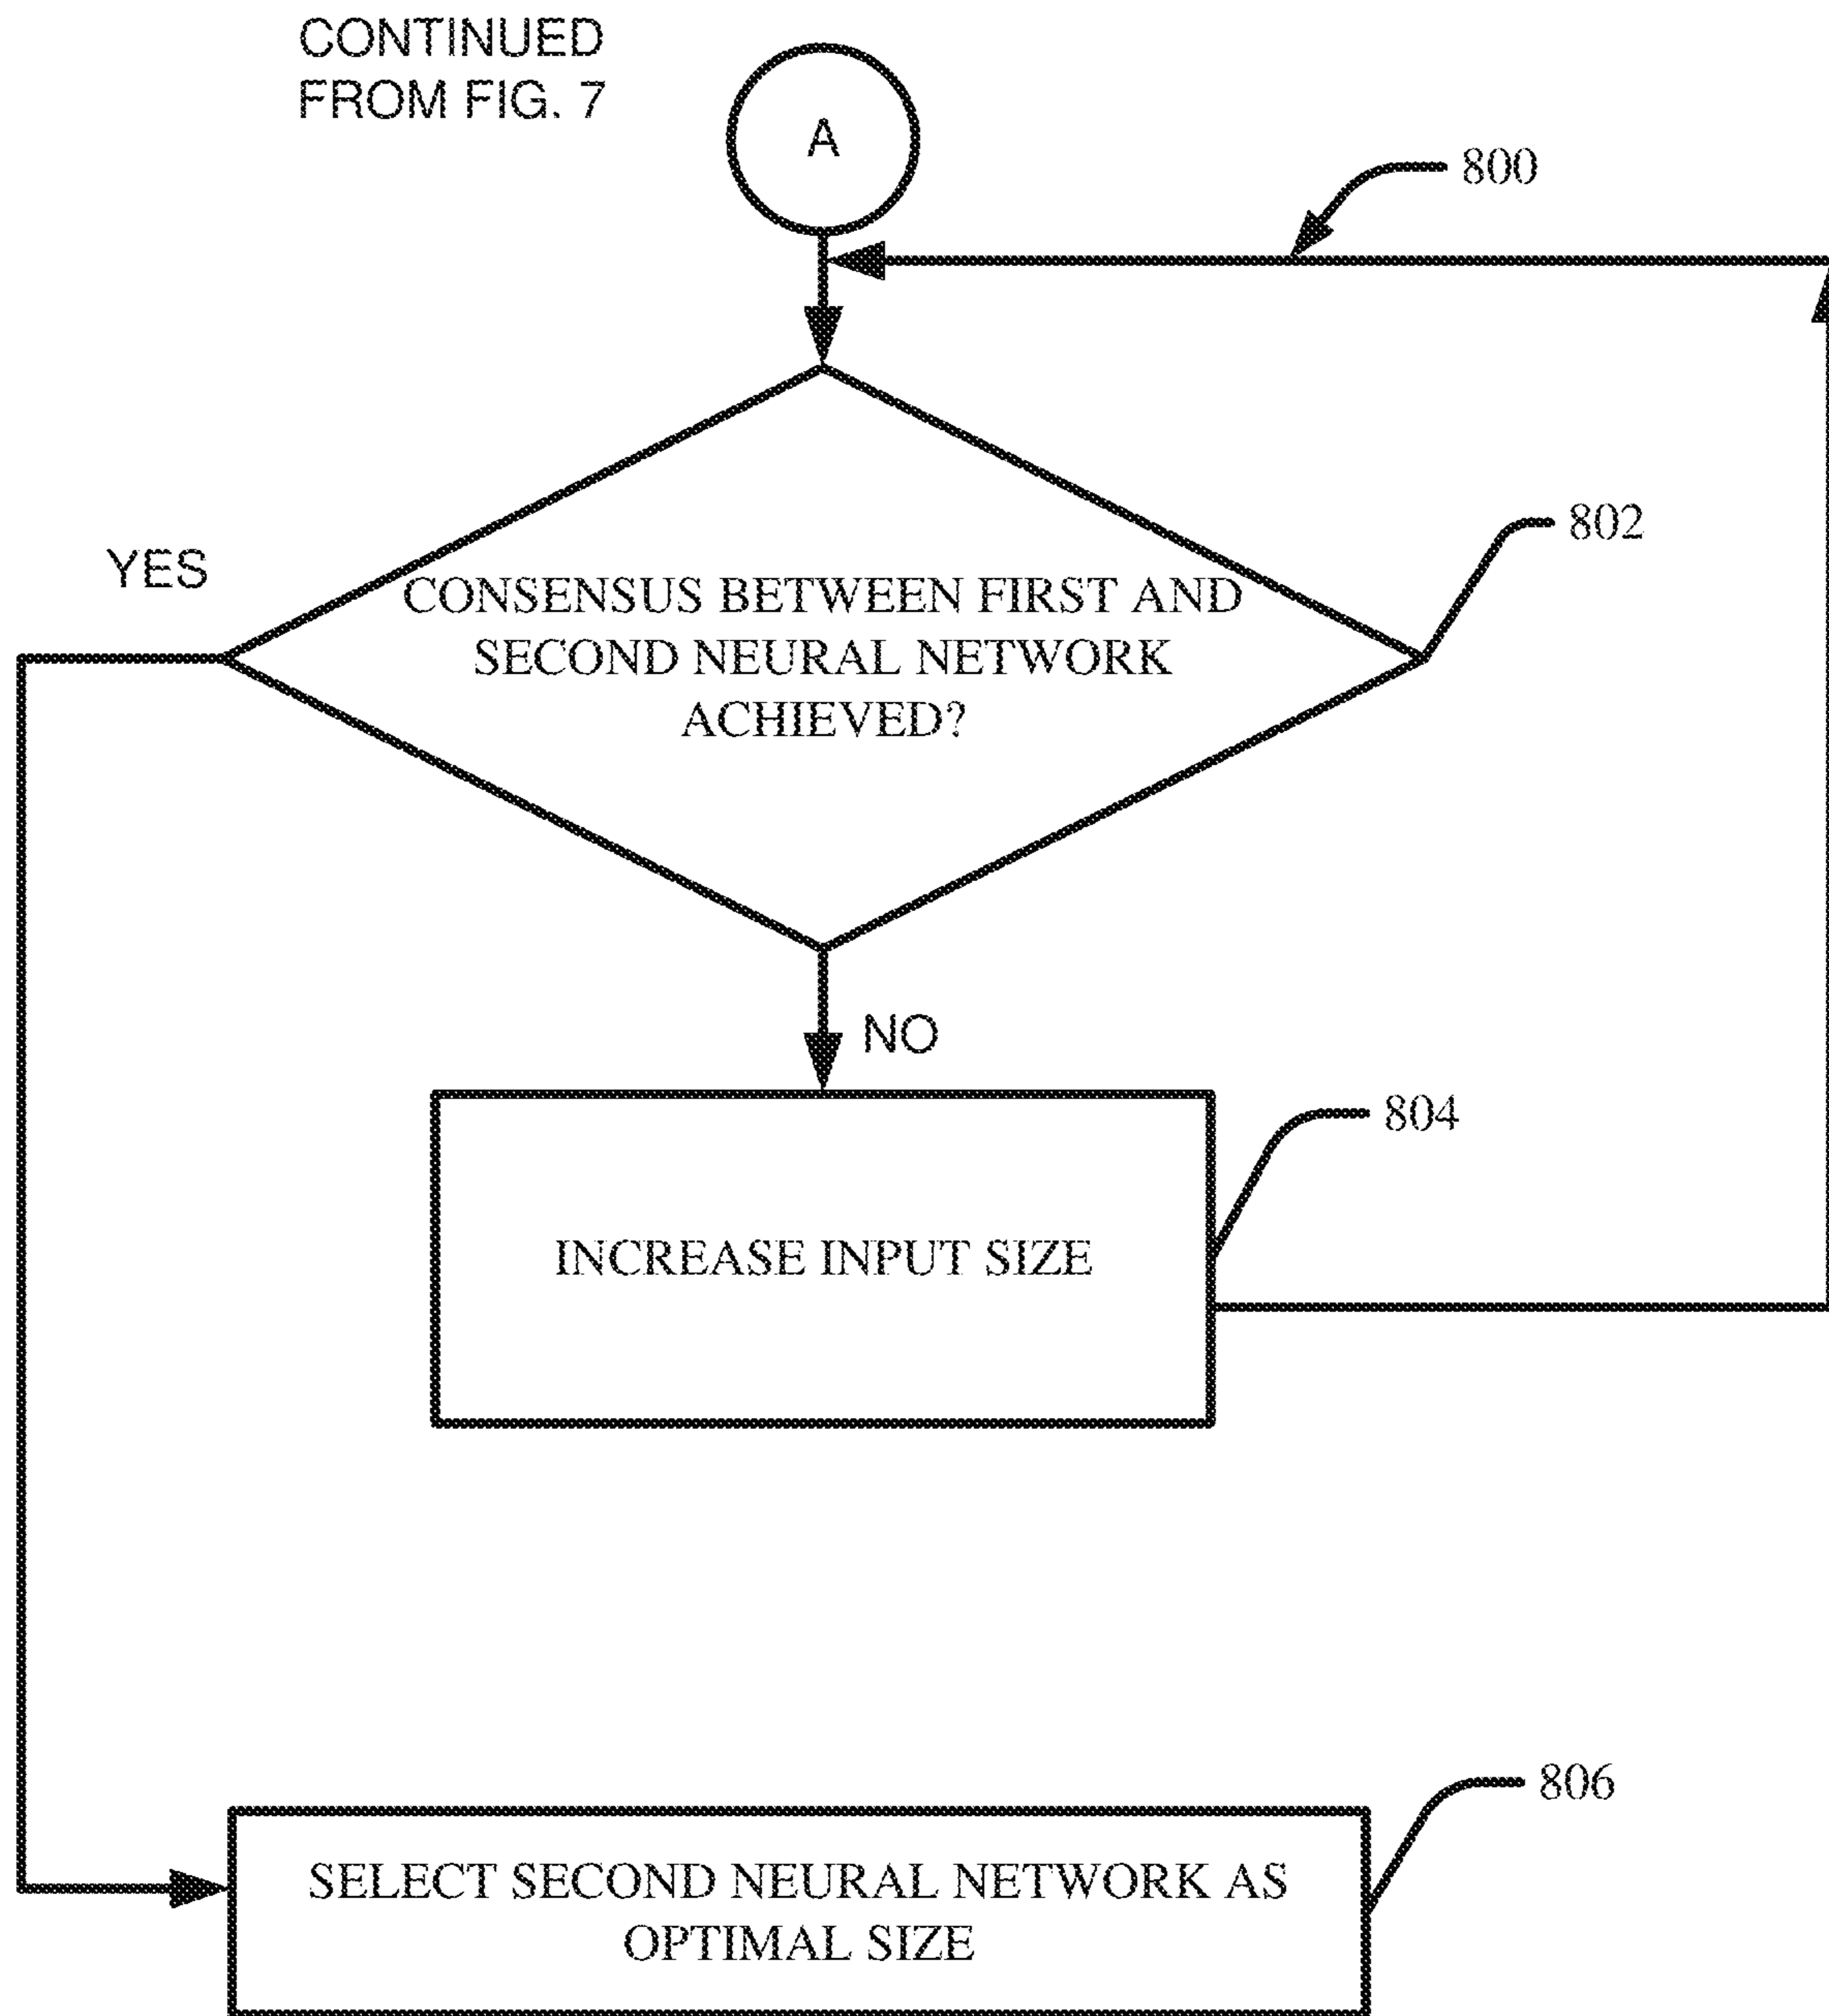 CONTINUED
FROM FIG. 7
A
800
802
YES
CONSENSUS BETWEEN FIRST AND
SECOND NEURAL NETWORK
ACHIEVED?
NO
804
INCREASE INPUT SIZE
806
SELECT SECOND NEURAL NETWORK AS
OPTIMAL SIZE